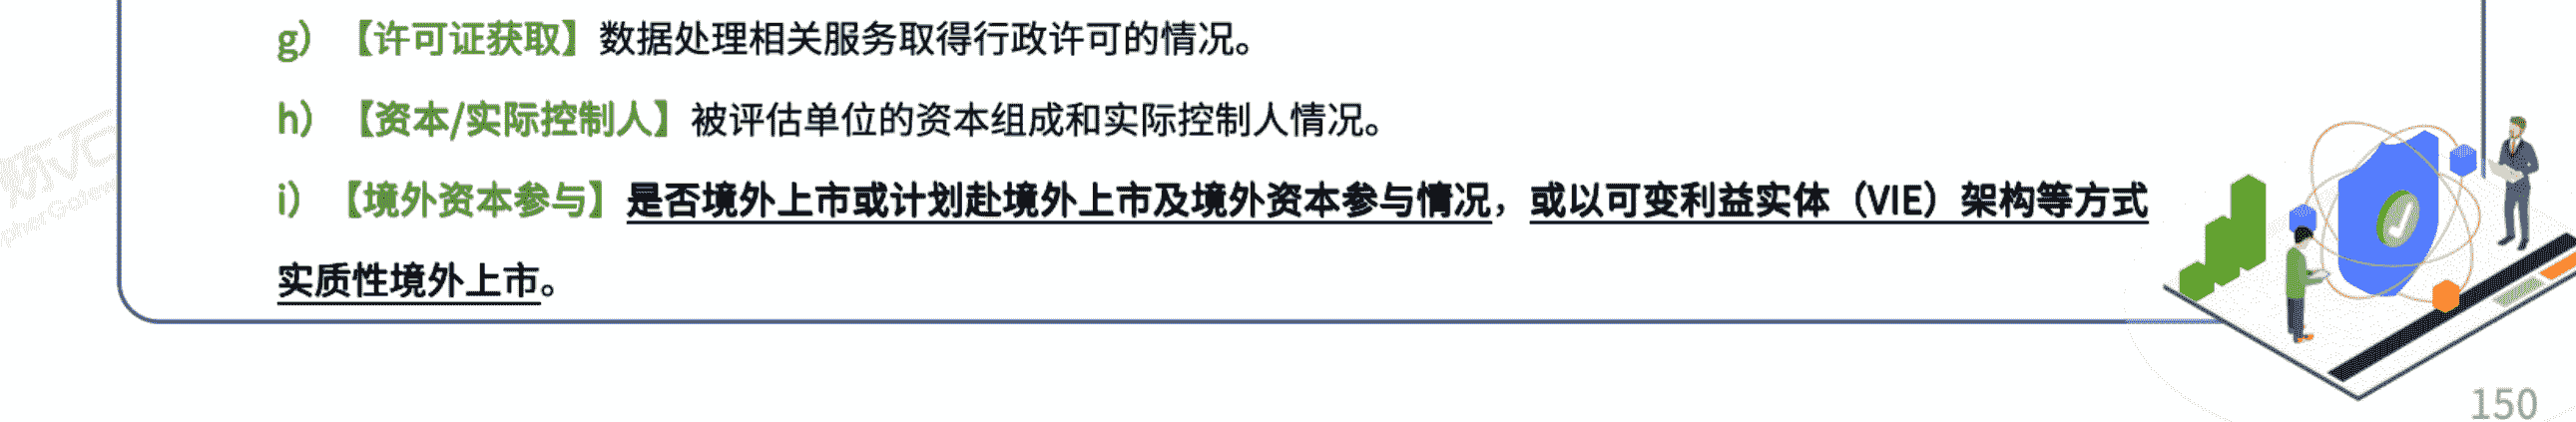 g）【许可证获取】数据处理相关服务取得行政许可的情况。
h）【资本/实际控制人】被评估单位的资本组成和实际控制人情况。
i）【境外资本参与】是否境外上市或计划赴境外上市及境外资本参与情况，或以可变利益实体（VIE）架构等方式
实质性境外上市。
150